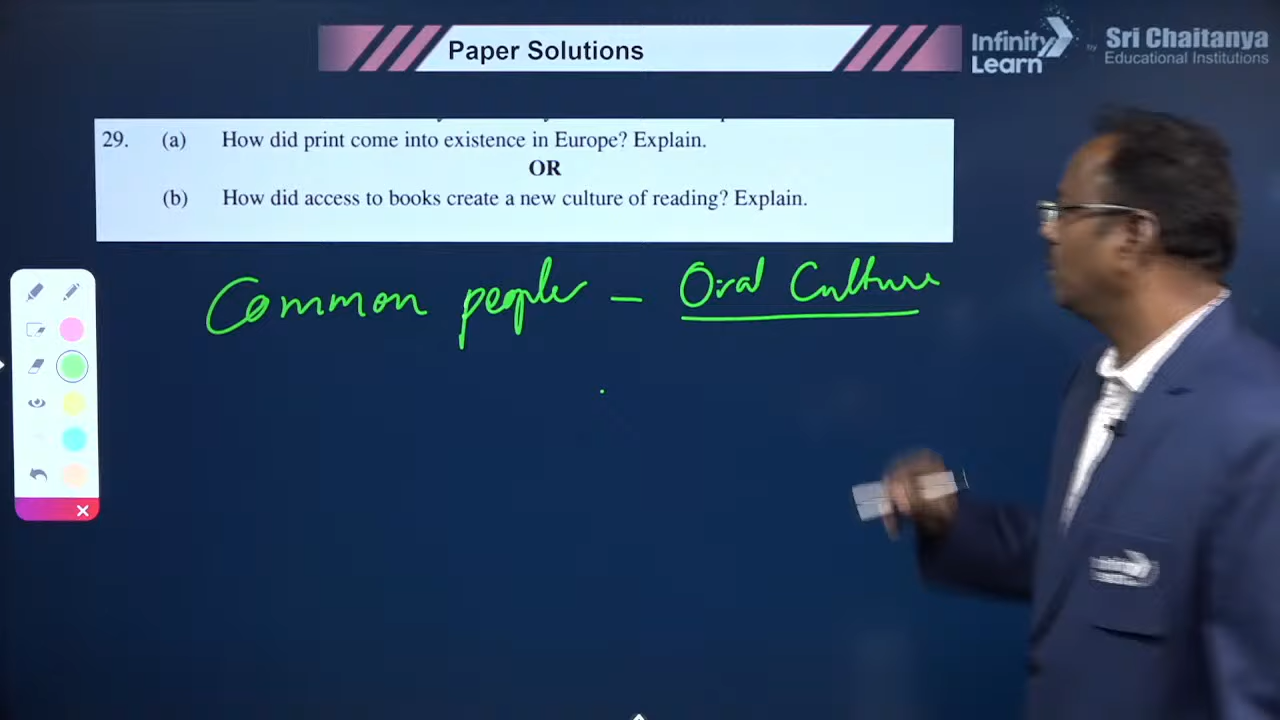 Paper Solutions
Infinity Learn by Sri Chaitanya Educational Institutions
29. (a) How did print come into existence in Europe? Explain.
OR
(b) How did access to books create a new culture of reading? Explain.
Common people – Oral Culture